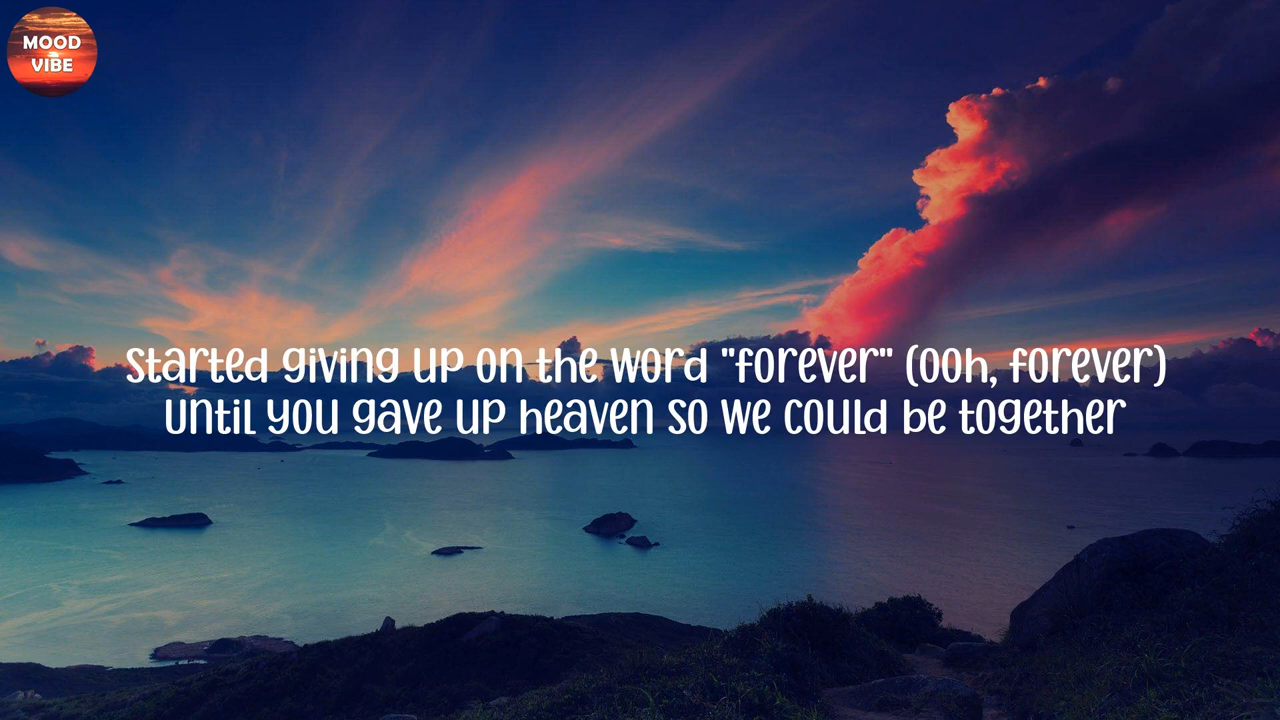 MOOD
VIBE
Started giving up on the word "forever" (Ooh, forever)
Until you gave up heaven so we could be together